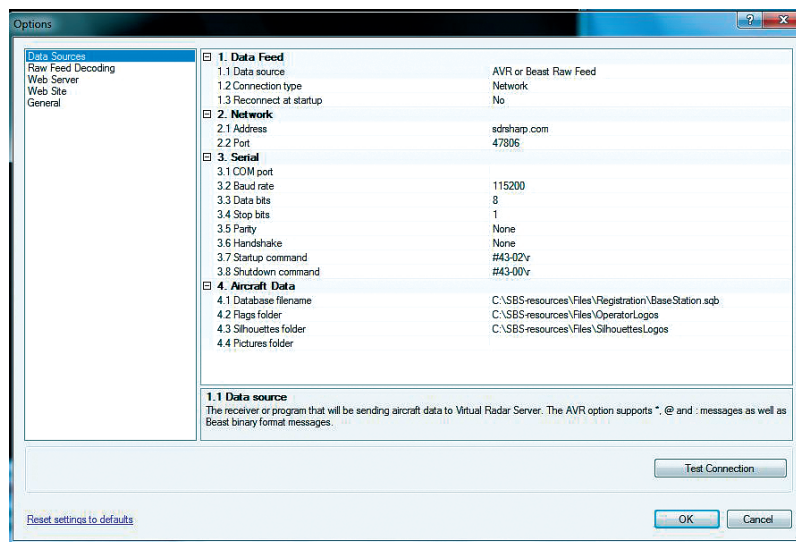 Options
Data Sources
Raw Feed Decoding
Web Server
Web Site
General
1. Data Feed
1.1 Data source AVR or Beast Raw Feed
1.2 Connection type Network
1.3 Reconnect at startup No
2. Network
2.1 Address sdrsharp.com
2.2 Port 47806
3. Serial
3.1 COM port
3.2 Baud rate 115200
3.3 Data bits 8
3.4 Stop bits 1
3.5 Parity None
3.6 Handshake None
3.7 Startup command #43-02\r
3.8 Shutdown command #43-00\r
4. Aircraft Data
4.1 Database filename C:\SBS-resources\Files\Registration\BaseStation.sqb
4.2 Flags folder C:\SBS-resources\Files\OperatorLogos
4.3 Silhouettes folder C:\SBS-resources\Files\SilhouettesLogos
4.4 Pictures folder
1.1 Data source
The receiver or program that will be sending aircraft data to Virtual Radar Server. The AVR option supports *, @ and : messages as well as
Beast binary format messages.
Test Connection
Reset settings to defaults
OK
Cancel